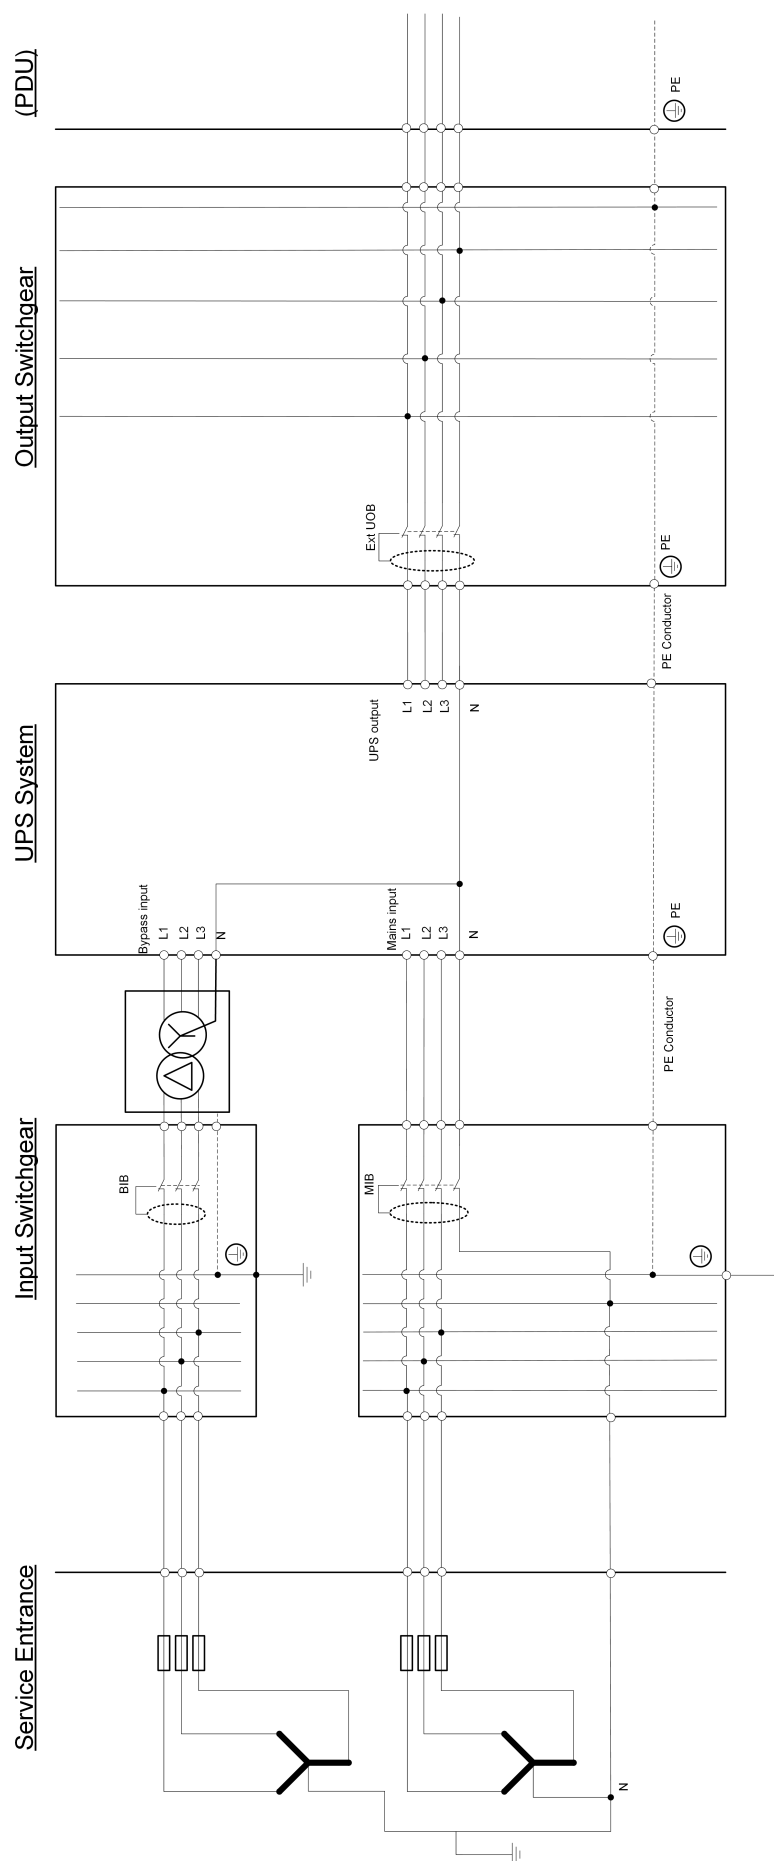 Service Entrance
Input Switchgear
UPS System
Output Switchgear
(PDU)
N
BIB
Bypass input
L1
L2
L3
N
MIB
Mains input
L1
L2
L3
N
PE Conductor
PE
UPS output
L1
L2
L3
N
PE Conductor
Ext UOB
PE
PE